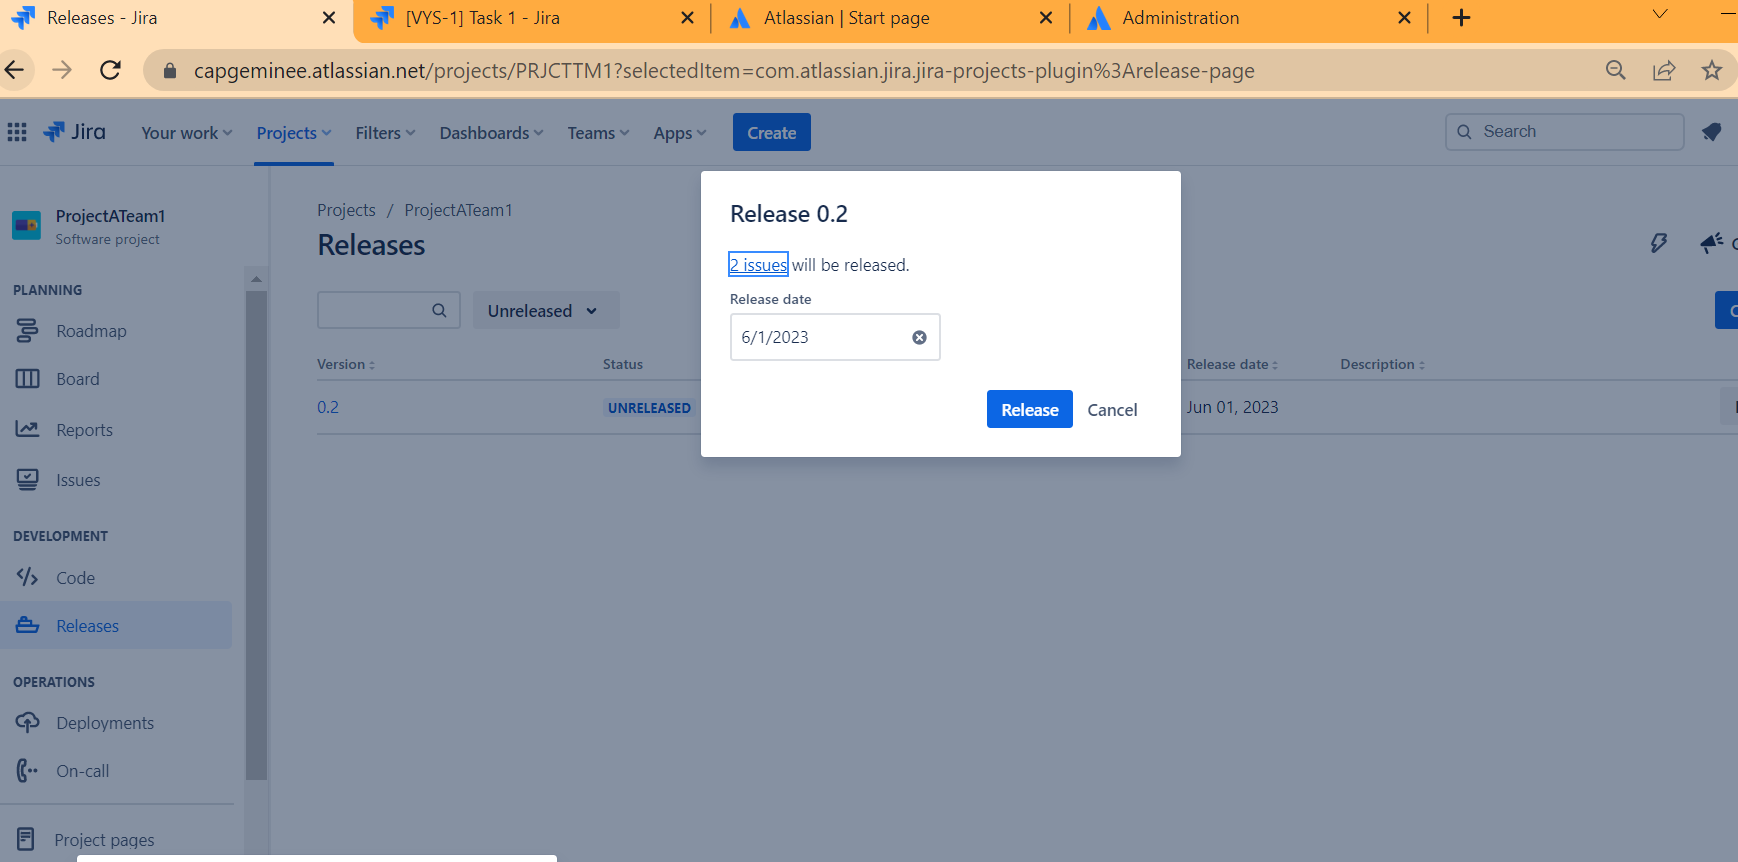 Releases - Jira
[VYS-1] Task 1 - Jira
Atlassian | Start page
Administration
capgeminee.atlassian.net/projects/PRJCTTM1?selectedItem=com.atlassian.jira.jira-projects-plugin%3Arelease-page
Jira
Your work
Projects
Filters
Dashboards
Teams
Apps
Create
Search
ProjectATeam1
Software project
PLANNING
Roadmap
Board
Reports
Issues
DEVELOPMENT
Code
Releases
OPERATIONS
Deployments
On-call
Project pages
Projects / ProjectATeam1
Releases
Unreleased
Version
Status
Release date
Description
0.2
UNRELEASED
Jun 01, 2023
Release 0.2
2 issues will be released.
Release date
6/1/2023
Release
Cancel